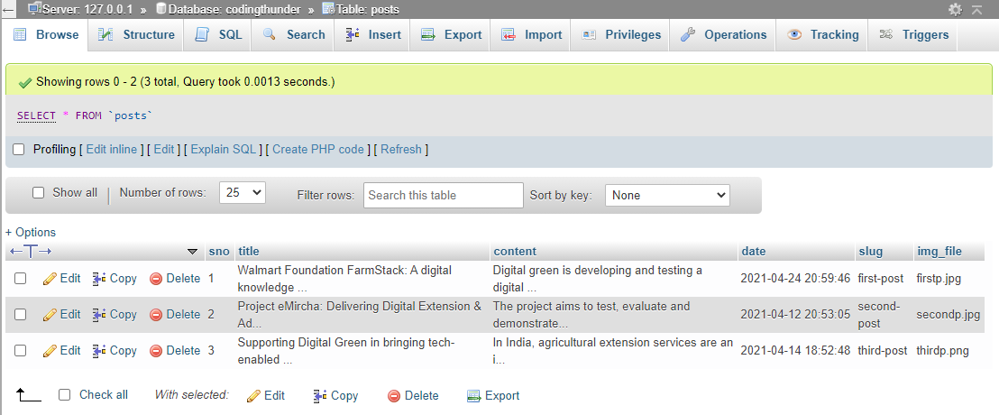 Server: 127.0.0.1 » Database: codingthunder » Table: posts
Browse Structure SQL Search Insert Export Import Privileges Operations Tracking Triggers
Showing rows 0 - 2 (3 total, Query took 0.0013 seconds.)
SELECT * FROM `posts`
Profiling [ Edit inline ] [ Edit ] [ Explain SQL ] [ Create PHP code ] [ Refresh ]
Show all Number of rows: 25 Filter rows: Search this table Sort by key: None
+ Options
←T→ sno title content date slug img_file
Edit Copy Delete 1 Walmart Foundation FarmStack: A digital knowledge ... Digital green is developing and testing a digital ... 2021-04-24 20:59:46 first-post firstp.jpg
Edit Copy Delete 2 Project eMircha: Delivering Digital Extension & Ad... The project aims to test, evaluate and demonstrate... 2021-04-12 20:53:05 second-post secondp.jpg
Edit Copy Delete 3 Supporting Digital Green in bringing tech-enabled ... In India, agricultural extension services are an i... 2021-04-14 18:52:48 third-post thirdp.png
Check all With selected: Edit Copy Delete Export